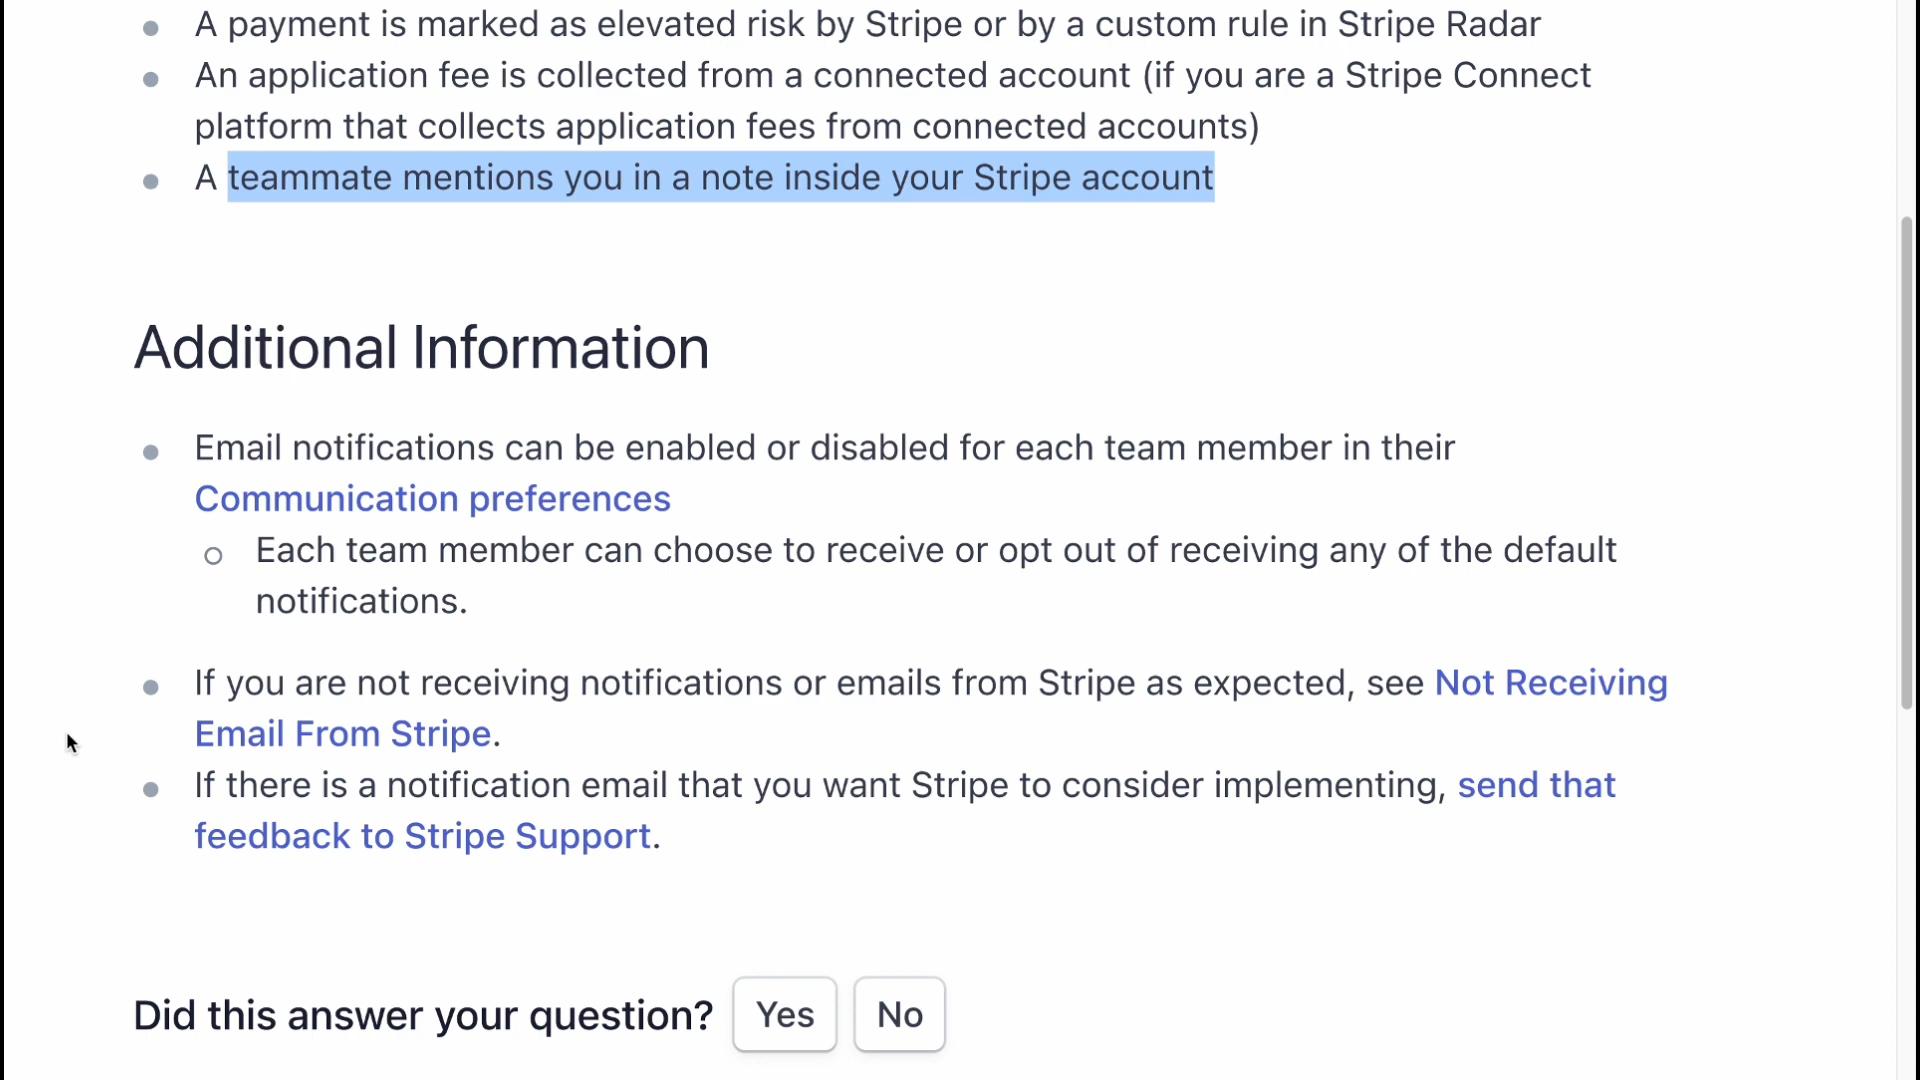 A payment is marked as elevated risk by Stripe or by a custom rule in Stripe Radar
An application fee is collected from a connected account (if you are a Stripe Connect
platform that collects application fees from connected accounts)
A teammate mentions you in a note inside your Stripe account
Additional Information
Email notifications can be enabled or disabled for each team member in their
Communication preferences
Each team member can choose to receive or opt out of receiving any of the default
notifications.
If you are not receiving notifications or emails from Stripe as expected, see Not Receiving
Email From Stripe.
If there is a notification email that you want Stripe to consider implementing, send that
feedback to Stripe Support.
Did this answer your question? Yes No